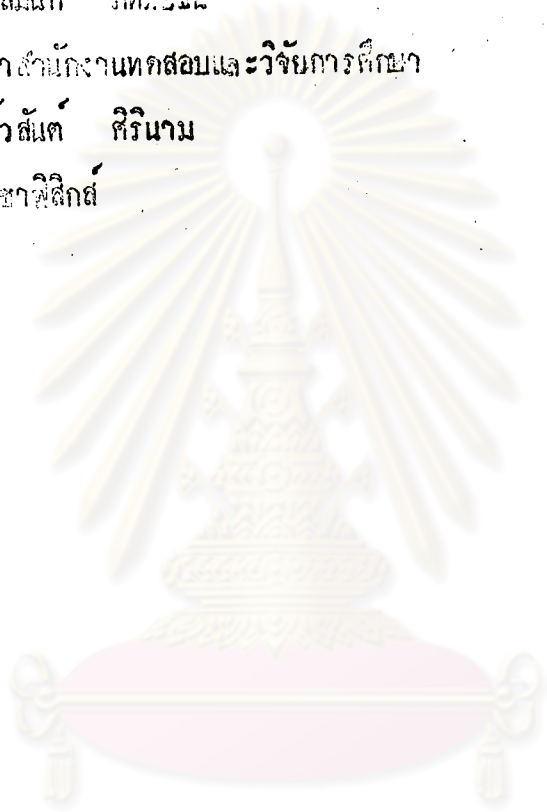 า สำนักงานทดสอบและวิจัยการศึกษา
วสันต์ ศิรินาม
ชาฟิสิกส์